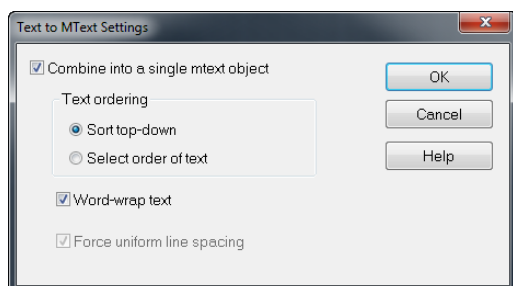 Text to MText Settings
Combine into a single mtext object
OK
Text ordering
Cancel
Sort top-down
Select order of text
Help
Word-wrap text
Force uniform line spacing